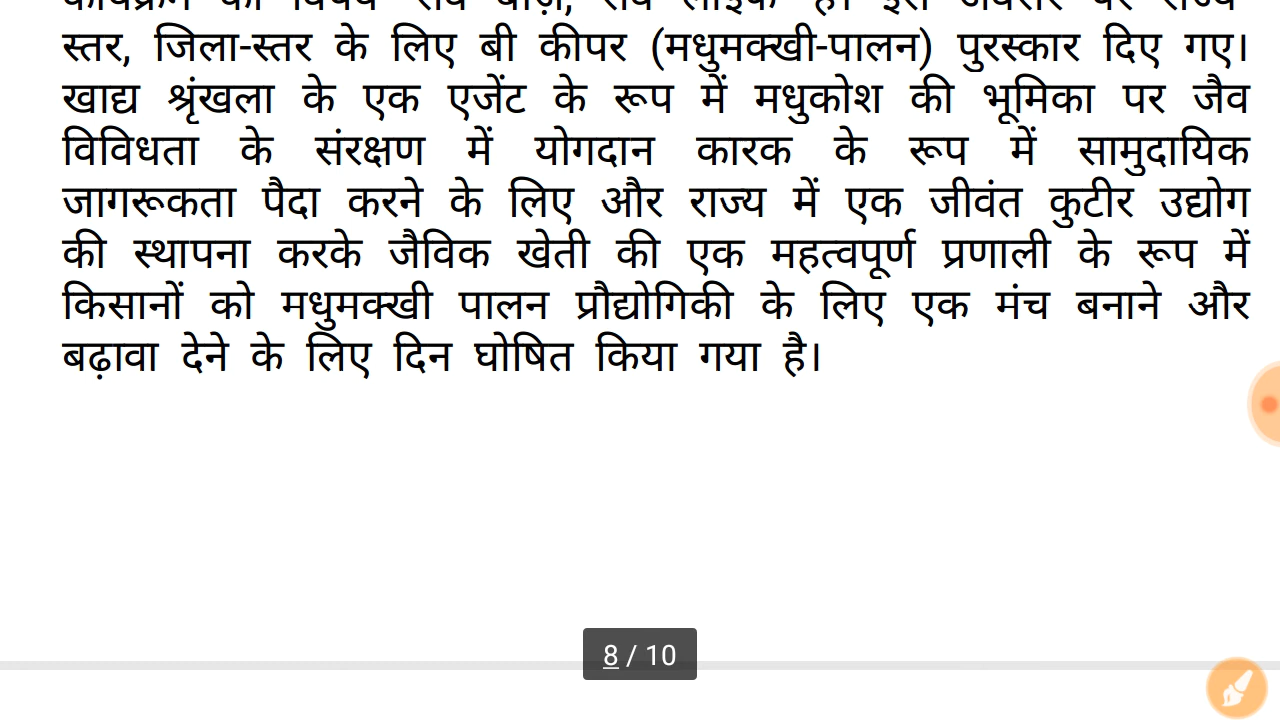 स्तर, जिला-स्तर के लिए बी कीपर (मधुमक्खी-पालन) पुरस्कार दिए गए।
खाद्य श्रृंखला के एक एजेंट के रूप में मधुकोश की भूमिका पर जैव
विविधता के संरक्षण में योगदान कारक के रूप में सामुदायिक
जागरूकता पैदा करने के लिए और राज्य में एक जीवंत कुटीर उद्योग
की स्थापना करके जैविक खेती की एक महत्वपूर्ण प्रणाली के रूप में
किसानों को मधुमक्खी पालन प्रौद्योगिकी के लिए एक मंच बनाने और
बढ़ावा देने के लिए दिन घोषित किया गया है।
8 / 10